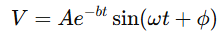 V = Ae^{-bt} sin(ωt + ϕ)